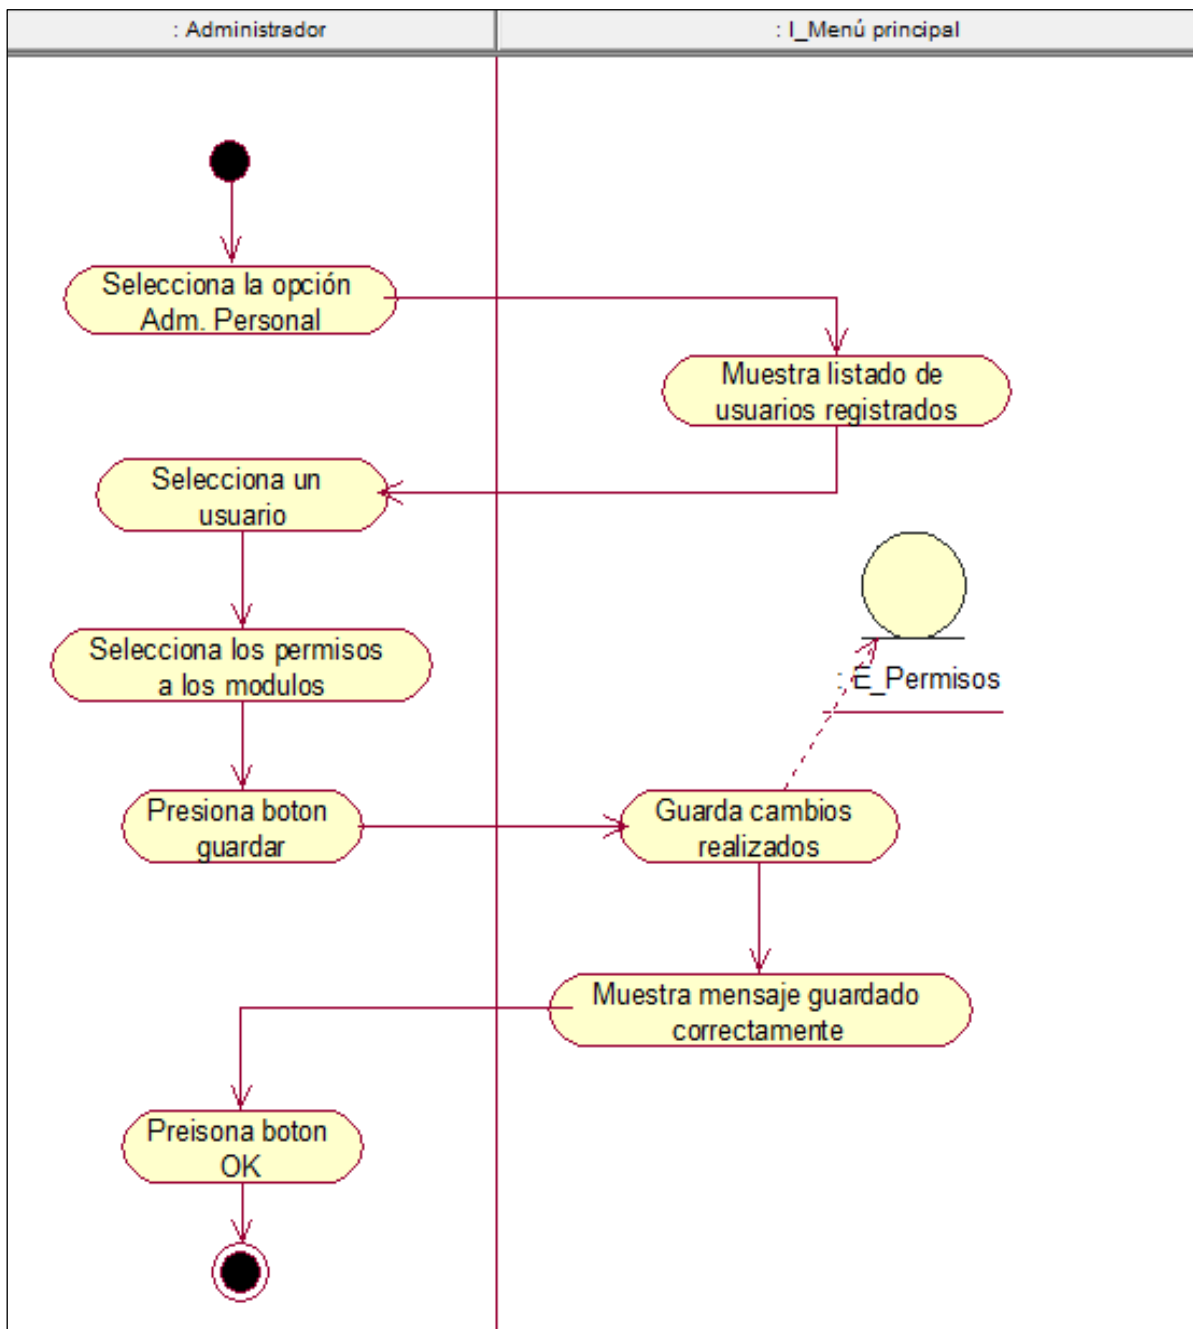 : Administrador
: I_Menú principal
Selecciona la opción
Adm. Personal
Muestra listado de
usuarios registrados
Selecciona un
usuario
Selecciona los permisos
a los modulos
: E_Permisos
Presiona boton
guardar
Guarda cambios
realizados
Muestra mensaje guardado
correctamente
Preisona boton
OK